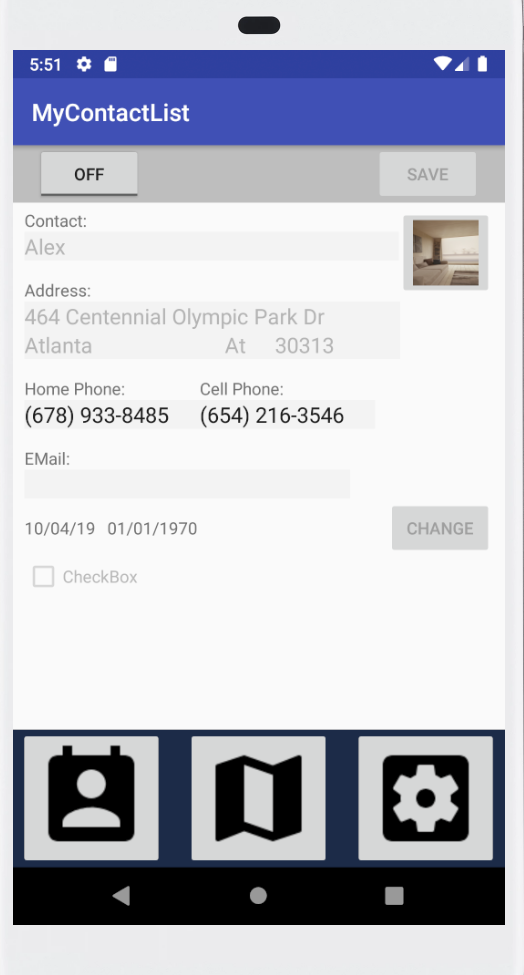 5:51
MyContactList
OFF SAVE
Contact:
Alex
Address:
464 Centennial Olympic Park Dr
Atlanta At 30313
Home Phone: Cell Phone:
(678) 933-8485 (654) 216-3546
EMail:
10/04/19 01/01/1970 CHANGE
CheckBox